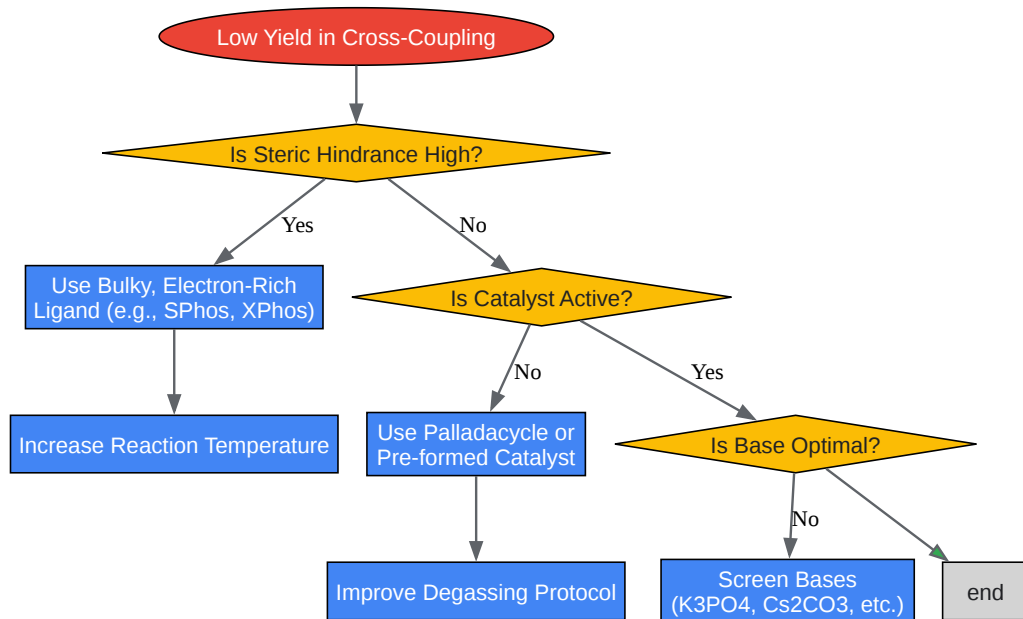 Low Yield in Cross-Coupling
Is Steric Hindrance High?
Yes
No
Use Bulky, Electron-Rich
Ligand (e.g., SPhos, XPhos)
Is Catalyst Active?
No
Yes
Increase Reaction Temperature
Use Palladacycle or
Pre-formed Catalyst
Is Base Optimal?
No
Improve Degassing Protocol
Screen Bases
(K3PO4, Cs2CO3, etc.)
end